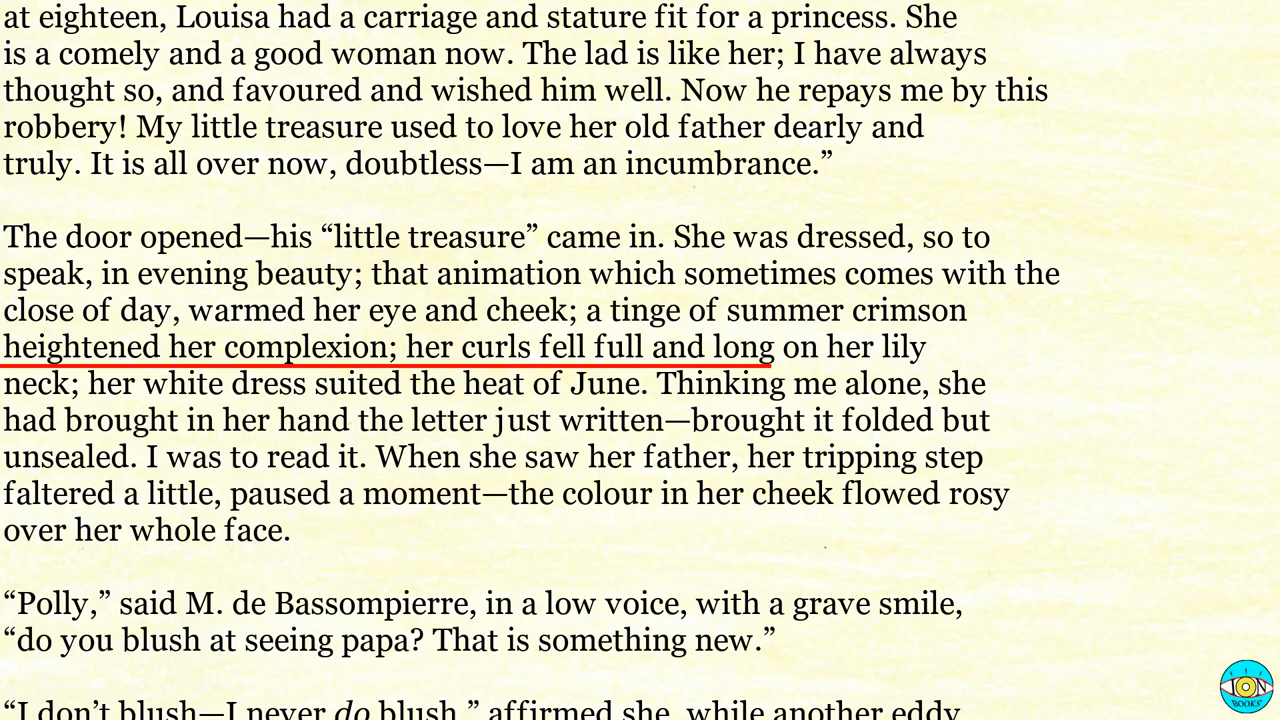 at eighteen, Louisa had a carriage and stature fit for a princess. She
is a comely and a good woman now. The lad is like her; I have always
thought so, and favoured and wished him well. Now he repays me by this
robbery! My little treasure used to love her old father dearly and
truly. It is all over now, doubtless—I am an incumbrance.”
The door opened—his “little treasure” came in. She was dressed, so to
speak, in evening beauty; that animation which sometimes comes with the
close of day, warmed her eye and cheek; a tinge of summer crimson
heightened her complexion; her curls fell full and long on her lily
neck; her white dress suited the heat of June. Thinking me alone, she
had brought in her hand the letter just written—brought it folded but
unsealed. I was to read it. When she saw her father, her tripping step
faltered a little, paused a moment—the colour in her cheek flowed rosy
over her whole face.
“Polly,” said M. de Bassompierre, in a low voice, with a grave smile,
“do you blush at seeing papa? That is something new.”
“I don’t blush—I never do blush,” affirmed she, while another eddy
ION
BOOKS